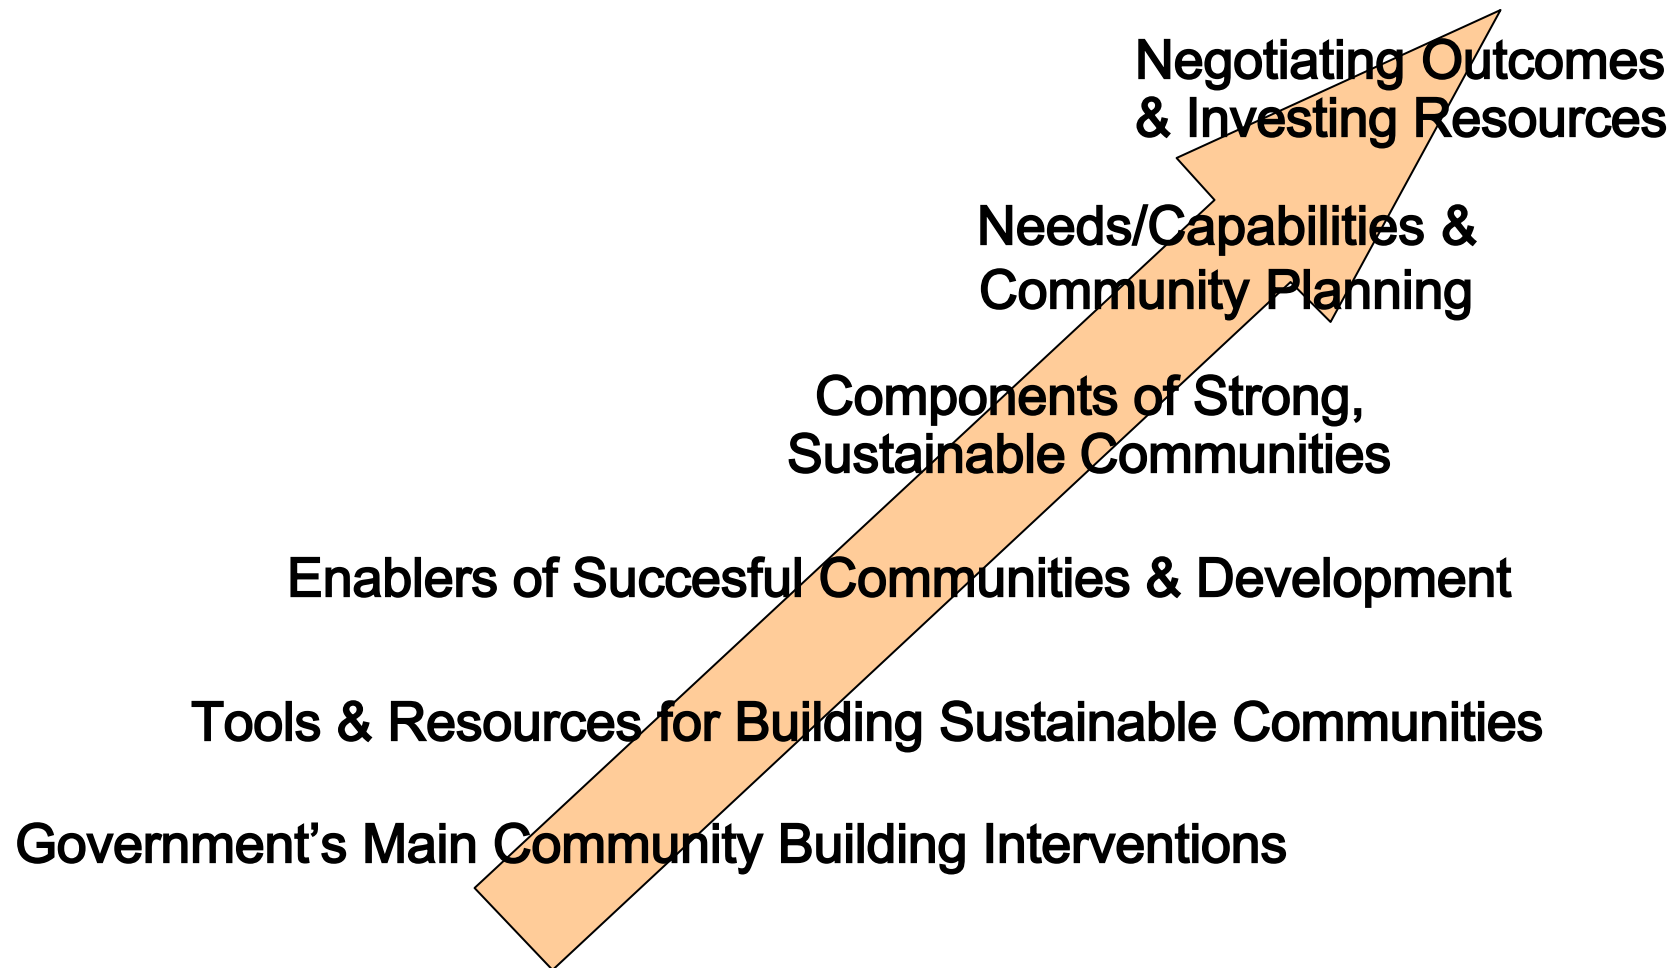 Negotiating Outcomes
& Investing Resources
Needs/Capabilities &
Community Planning
Components of Strong,
Sustainable Communities
Enablers of Succesful Communities & Development
Tools & Resources for Building Sustainable Communities
Government’s Main Community Building Interventions